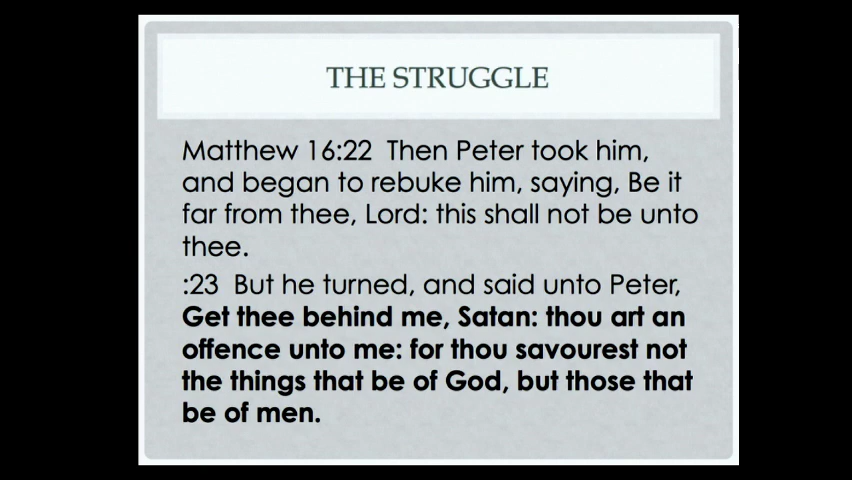 THE STRUGGLE
Matthew 16:22  Then Peter took him,
and began to rebuke him, saying, Be it
far from thee, Lord: this shall not be unto
thee.
:23  But he turned, and said unto Peter,
Get thee behind me, Satan: thou art an
offence unto me: for thou savourest not
the things that be of God, but those that
be of men.